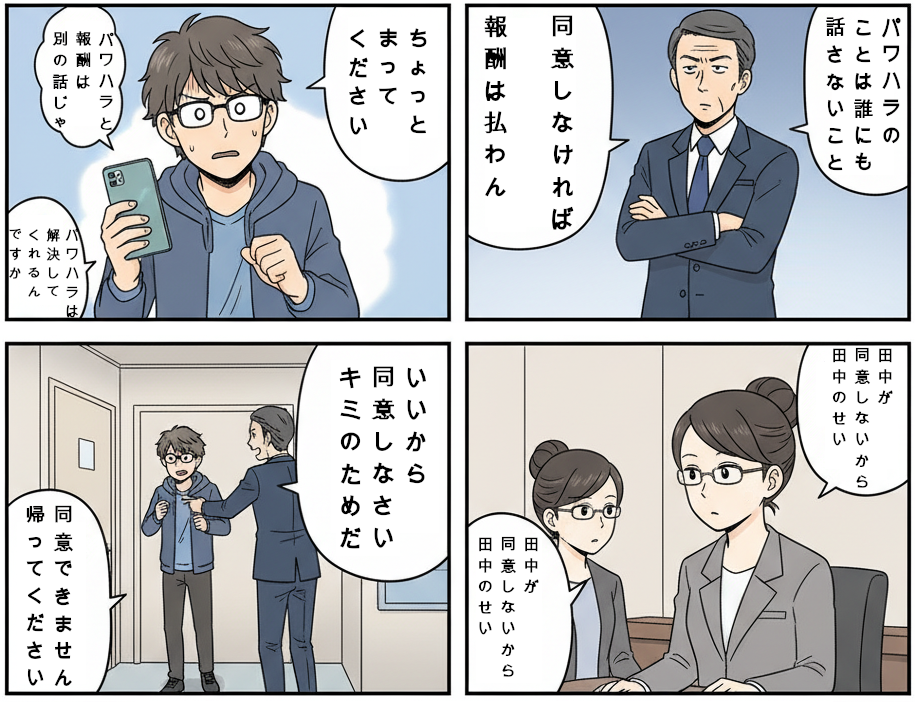 パワハラの
ことは誰にも
話さないこと
同意しなければ
報酬は払わん
ちょっと
まって
ください
パワハラと
報酬は
別の話じゃ
パワハラは
解決して
くれるん
ですか
田中が
同意しないから
田中のせい
田中が
同意しないから
田中のせい
いいから
同意しなさい
キミのためだ
同意できません
帰ってください